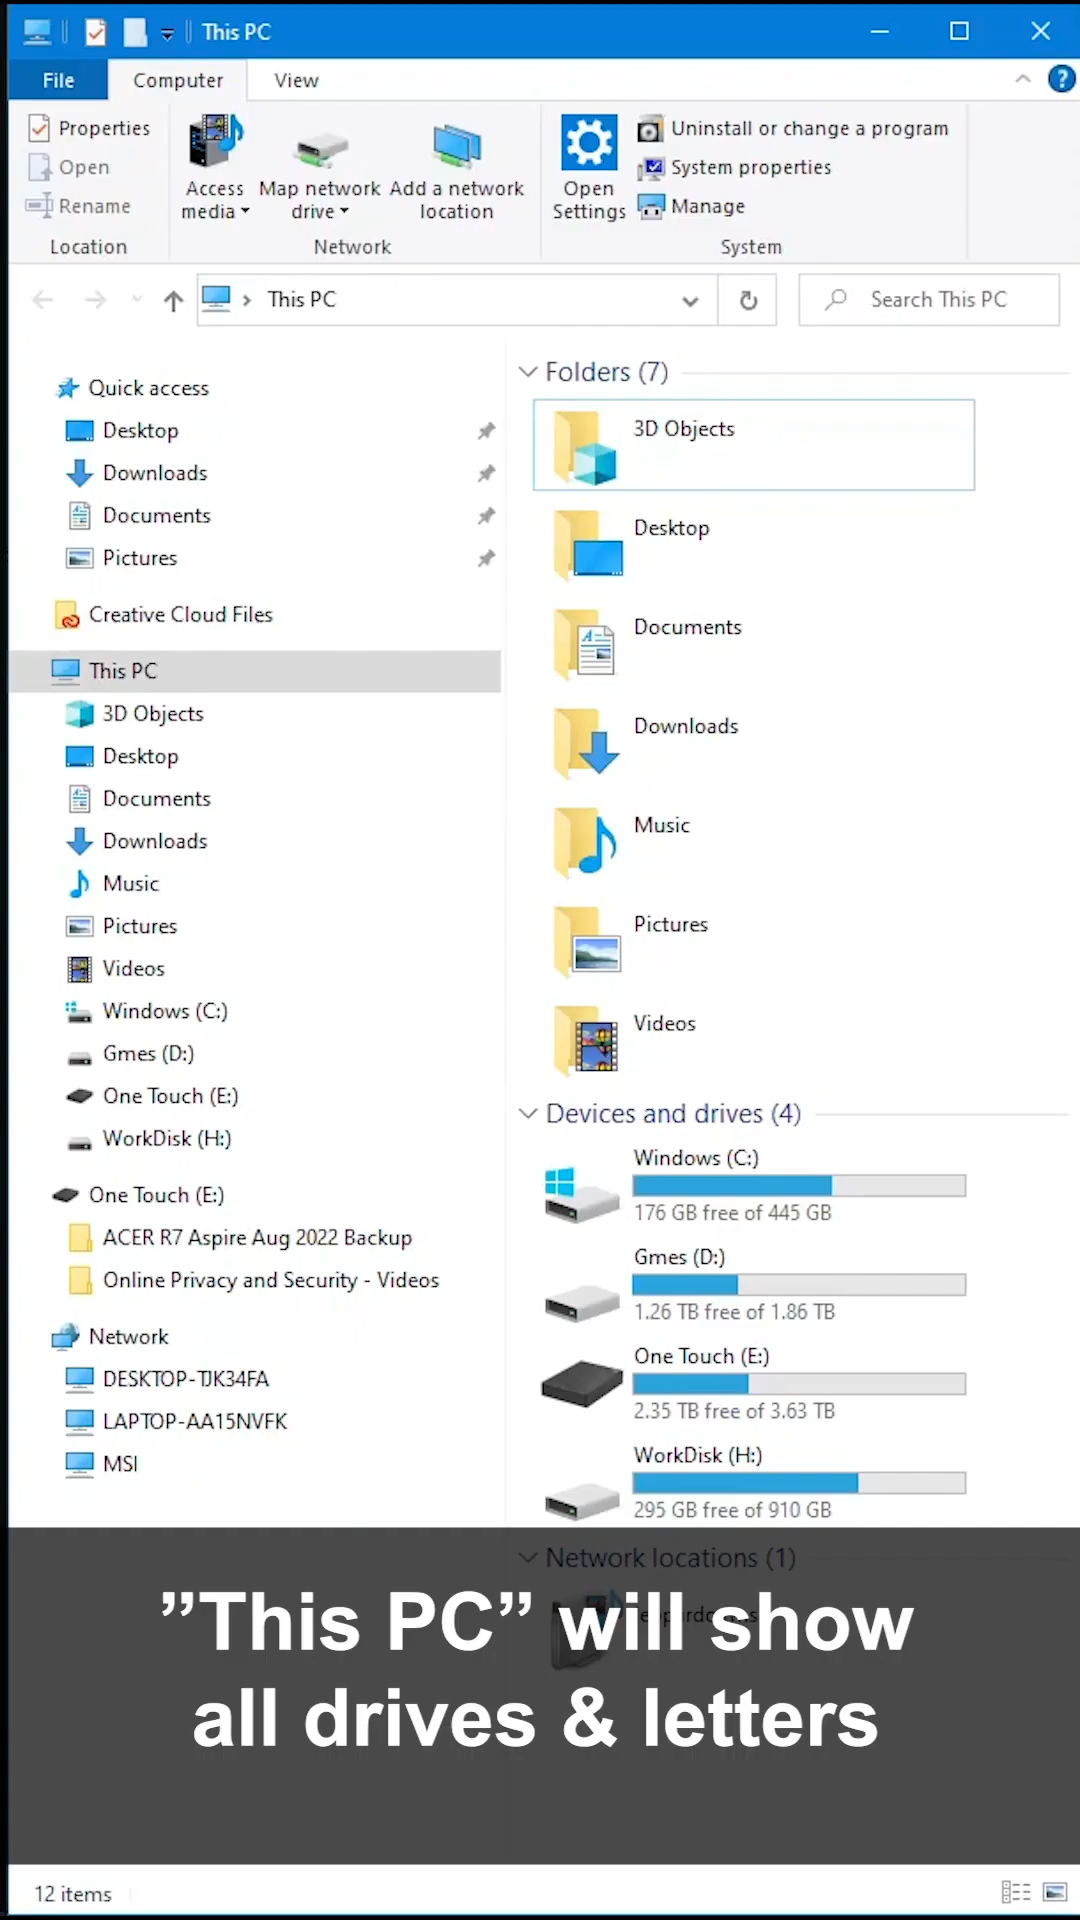 This PC
File
Computer
View
?
Properties
Open
Rename
Location
Access
media
Map network
drive
Add a network
location
Network
Open
Settings
Uninstall or change a program
System properties
Manage
System
This PC
Search This PC
Quick access
Desktop
Downloads
Documents
Pictures
Creative Cloud Files
This PC
3D Objects
Desktop
Documents
Downloads
Music
Pictures
Videos
Windows (C:)
Gmes (D:)
One Touch (E:)
WorkDisk (H:)
One Touch (E:)
ACER R7 Aspire Aug 2022 Backup
Online Privacy and Security - Videos
Network
DESKTOP-TJK34FA
LAPTOP-AA15NVFK
MSI
Folders (7)
3D Objects
Desktop
Documents
Downloads
Music
Pictures
Videos
Devices and drives (4)
Windows (C:)
176 GB free of 445 GB
Gmes (D:)
1.26 TB free of 1.86 TB
One Touch (E:)
2.35 TB free of 3.63 TB
WorkDisk (H:)
295 GB free of 910 GB
Network locations (1)
”This PC” will show
all drives & letters
12 items